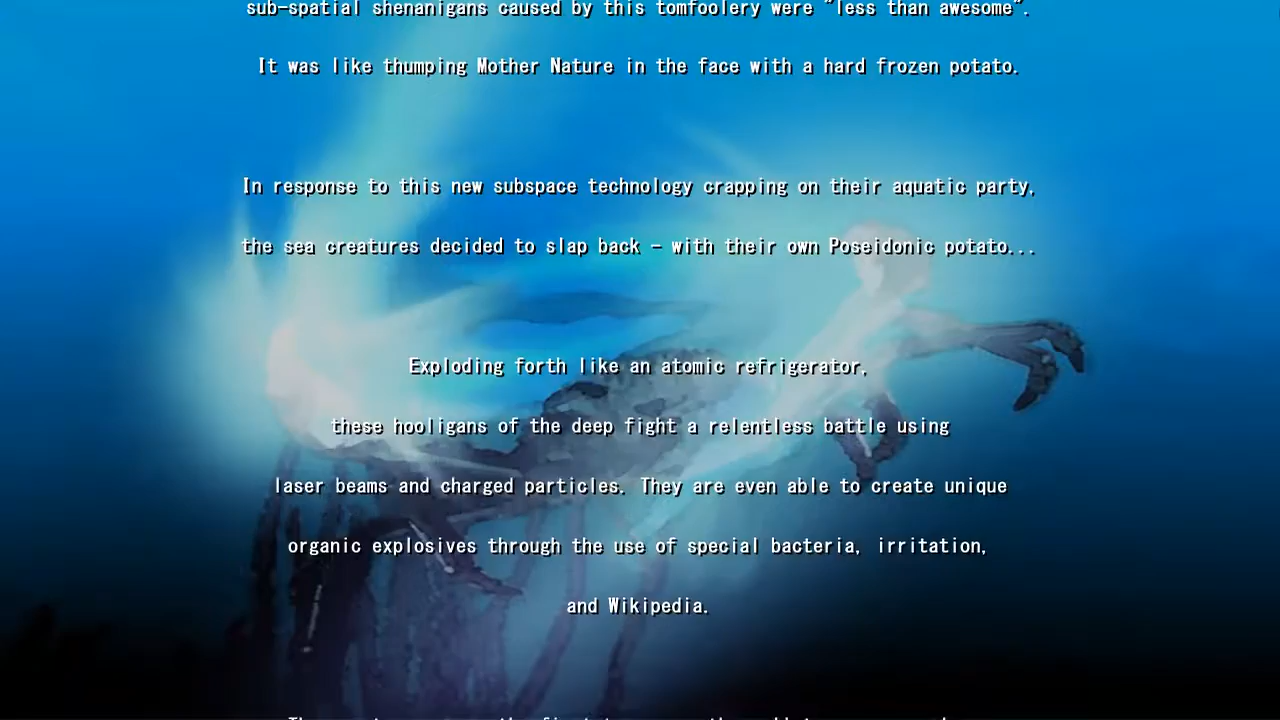 sub-spatial shenanigans caused by this tomfoolery were "less than awesome".
It was like thumping Mother Nature in the face with a hard frozen potato.
In response to this new subspace technology crapping on their aquatic party,
the sea creatures decided to slap back - with their own Poseidonic potato...
Exploding forth like an atomic refrigerator,
these hooligans of the deep fight a relentless battle using
laser beams and charged particles. They are even able to create unique
organic explosives through the use of special bacteria, irritation,
and Wikipedia.